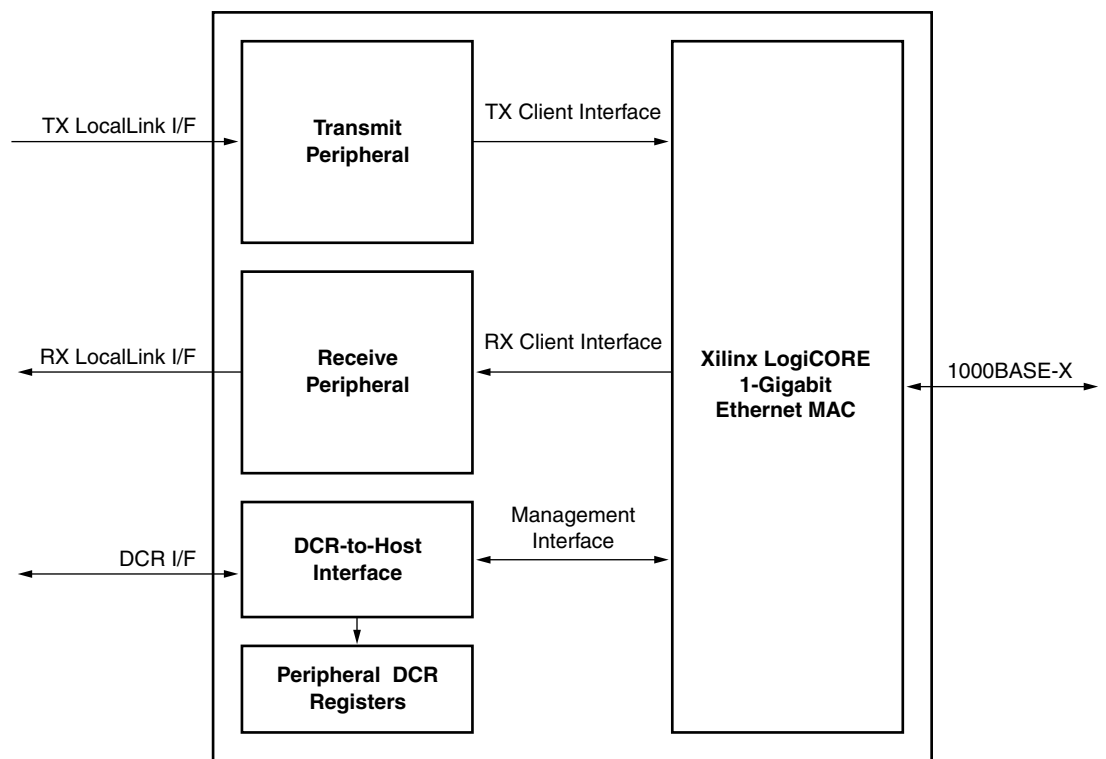 TX LocalLink I/F
Transmit
Peripheral
TX Client Interface
RX LocalLink I/F
Receive
Peripheral
RX Client Interface
Xilinx LogiCORE
1-Gigabit
Ethernet MAC
1000BASE-X
DCR I/F
DCR-to-Host
Interface
Management
Interface
Peripheral DCR
Registers